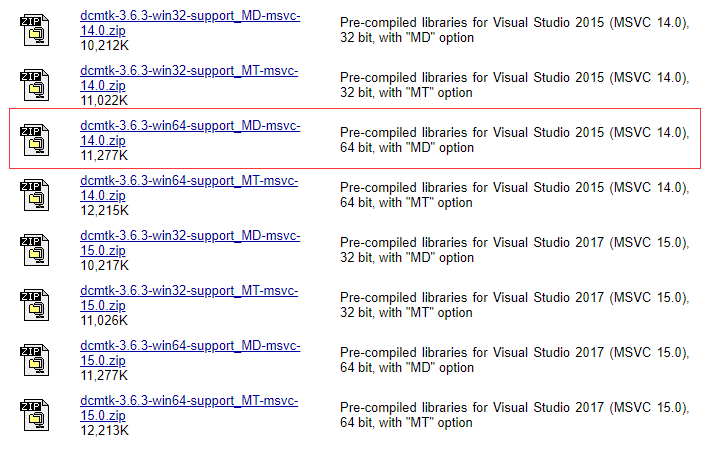 ZIP
dcmtk-3.6.3-win32-support_MD-msvc-
14.0.zip
10,212K
Pre-compiled libraries for Visual Studio 2015 (MSVC 14.0),
32 bit, with "MD" option
ZIP
dcmtk-3.6.3-win32-support_MT-msvc-
14.0.zip
11,022K
Pre-compiled libraries for Visual Studio 2015 (MSVC 14.0),
32 bit, with "MT" option
ZIP
dcmtk-3.6.3-win64-support_MD-msvc-
14.0.zip
11,277K
Pre-compiled libraries for Visual Studio 2015 (MSVC 14.0),
64 bit, with "MD" option
ZIP
dcmtk-3.6.3-win64-support_MT-msvc-
14.0.zip
12,215K
Pre-compiled libraries for Visual Studio 2015 (MSVC 14.0),
64 bit, with "MT" option
ZIP
dcmtk-3.6.3-win32-support_MD-msvc-
15.0.zip
10,217K
Pre-compiled libraries for Visual Studio 2017 (MSVC 15.0),
32 bit, with "MD" option
ZIP
dcmtk-3.6.3-win32-support_MT-msvc-
15.0.zip
11,026K
Pre-compiled libraries for Visual Studio 2017 (MSVC 15.0),
32 bit, with "MT" option
ZIP
dcmtk-3.6.3-win64-support_MD-msvc-
15.0.zip
11,277K
Pre-compiled libraries for Visual Studio 2017 (MSVC 15.0),
64 bit, with "MD" option
ZIP
dcmtk-3.6.3-win64-support_MT-msvc-
15.0.zip
12,213K
Pre-compiled libraries for Visual Studio 2017 (MSVC 15.0),
64 bit, with "MT" option